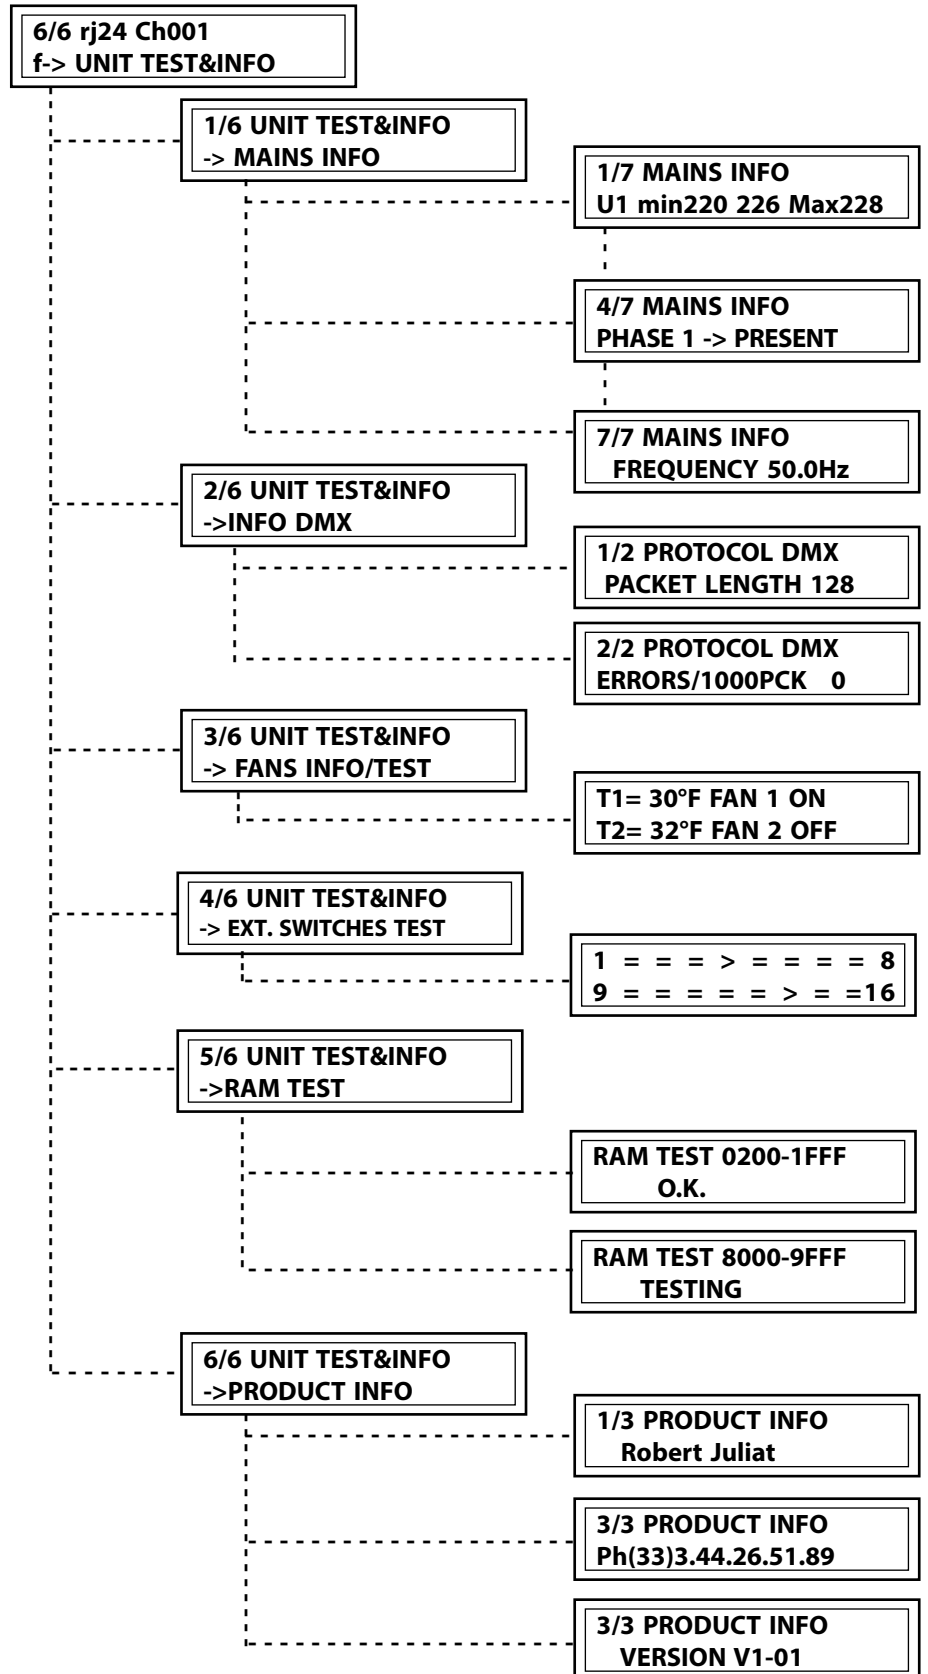 6/6 rj24 Ch001
f-> UNIT TEST&INFO
1/6 UNIT TEST&INFO
-> MAINS INFO
1/7 MAINS INFO
U1 min220 226 Max228
4/7 MAINS INFO
PHASE 1 -> PRESENT
7/7 MAINS INFO
FREQUENCY 50.0Hz
2/6 UNIT TEST&INFO
->INFO DMX
1/2 PROTOCOL DMX
PACKET LENGTH 128
2/2 PROTOCOL DMX
ERRORS/1000PCK 0
3/6 UNIT TEST&INFO
-> FANS INFO/TEST
T1= 30°F FAN 1 ON
T2= 32°F FAN 2 OFF
4/6 UNIT TEST&INFO
-> EXT. SWITCHES TEST
1 = = = > = = = = 8
9 = = = = = > = =16
5/6 UNIT TEST&INFO
->RAM TEST
RAM TEST 0200-1FFF
O.K.
RAM TEST 8000-9FFF
TESTING
6/6 UNIT TEST&INFO
->PRODUCT INFO
1/3 PRODUCT INFO
Robert Juliat
3/3 PRODUCT INFO
Ph(33)3.44.26.51.89
3/3 PRODUCT INFO
VERSION V1-01